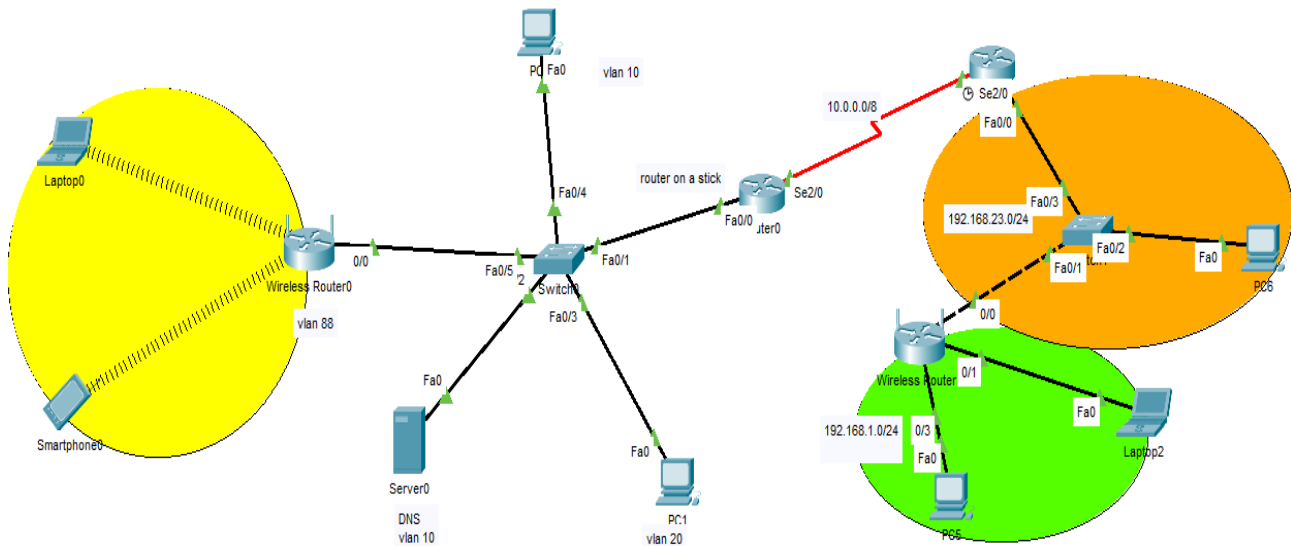 PC
Fa0
vlan 10
Se2/0
10.0.0.0/8
Fa0/0
Laptop0
router on a stick
Fa0/4
Se2/0
Fa0/3
192.168.23.0/24
Fa0/0
Fa0/1
Fa0/2
Fa0
0/0
Fa0/5
Fa0/1
Wireless Router0
Switch0
PC6
vlan 88
Fa0/3
0/0
Wireless Router
0/1
Fa0
Fa0
Smartphone0
192.168.1.0/24
0/3
Fa0
Laptop2
Fa0
Server0
PC1
PC5
DNS
vlan 10
vlan 20